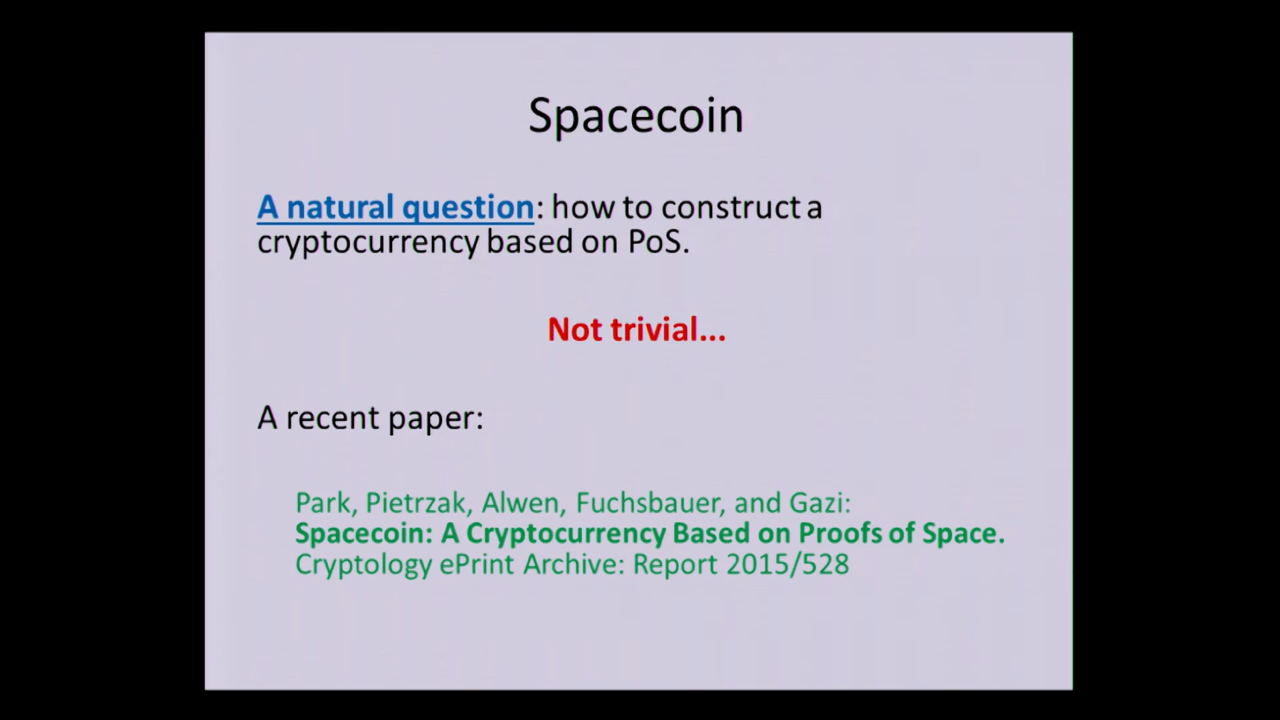 Spacecoin
A natural question: how to construct a
cryptocurrency based on PoS.
Not trivial...
A recent paper:
Park, Pietrzak, Alwen, Fuchsbauer, and Gazi:
Spacecoin: A Cryptocurrency Based on Proofs of Space.
Cryptology ePrint Archive: Report 2015/528